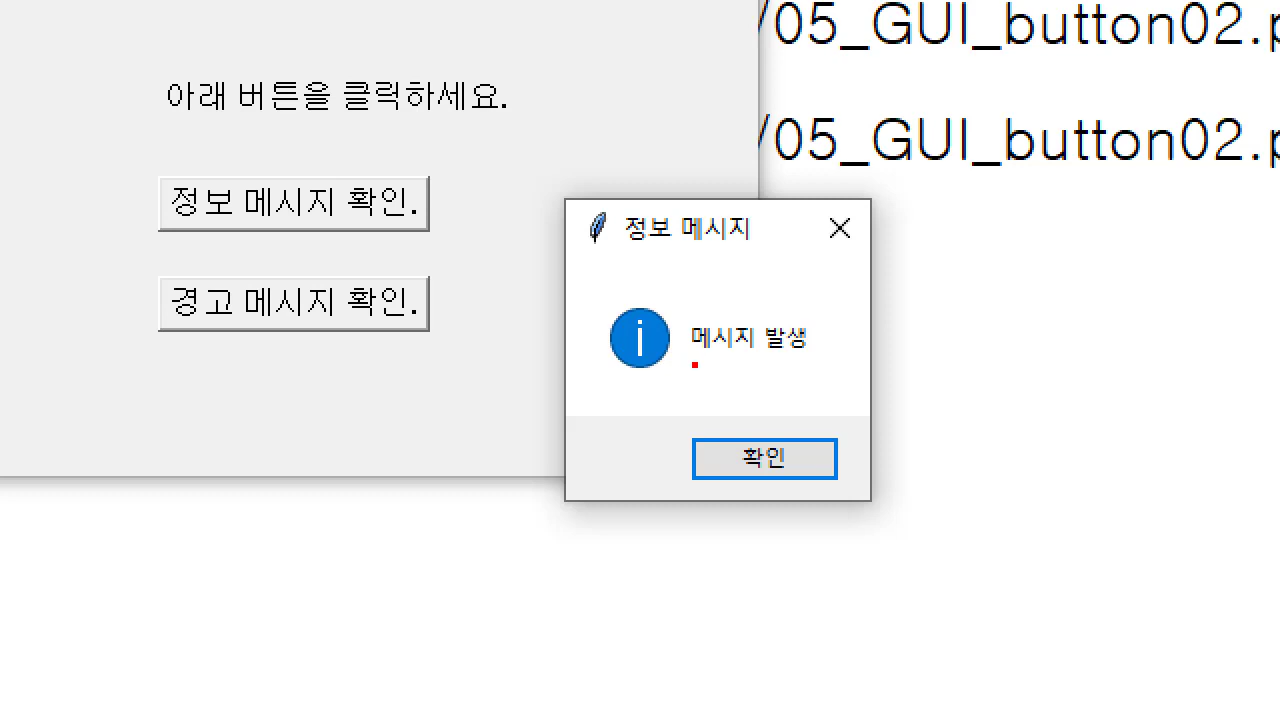 /05_GUI_button02.p
/05_GUI_button02.p
아래 버튼을 클릭하세요.
정보 메시지 확인.
경고 메시지 확인.
정보 메시지
메시지 발생
확인